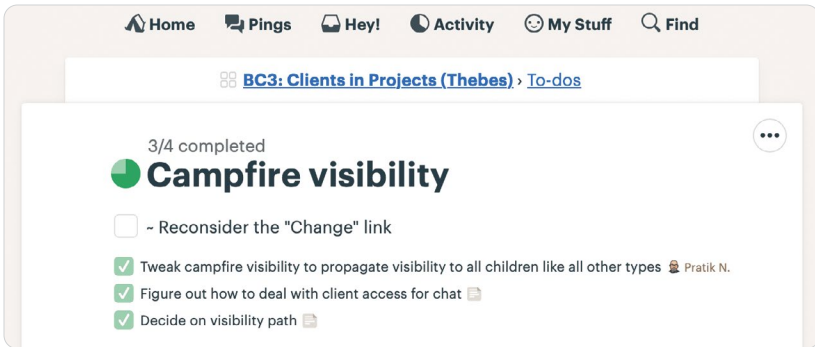 Home Pings Hey! Activity My Stuff Find
BC3: Clients in Projects (Thebes) › To-dos
3/4 completed
Campfire visibility
~ Reconsider the "Change" link
Tweak campfire visibility to propagate visibility to all children like all other types Pratik N.
Figure out how to deal with client access for chat
Decide on visibility path